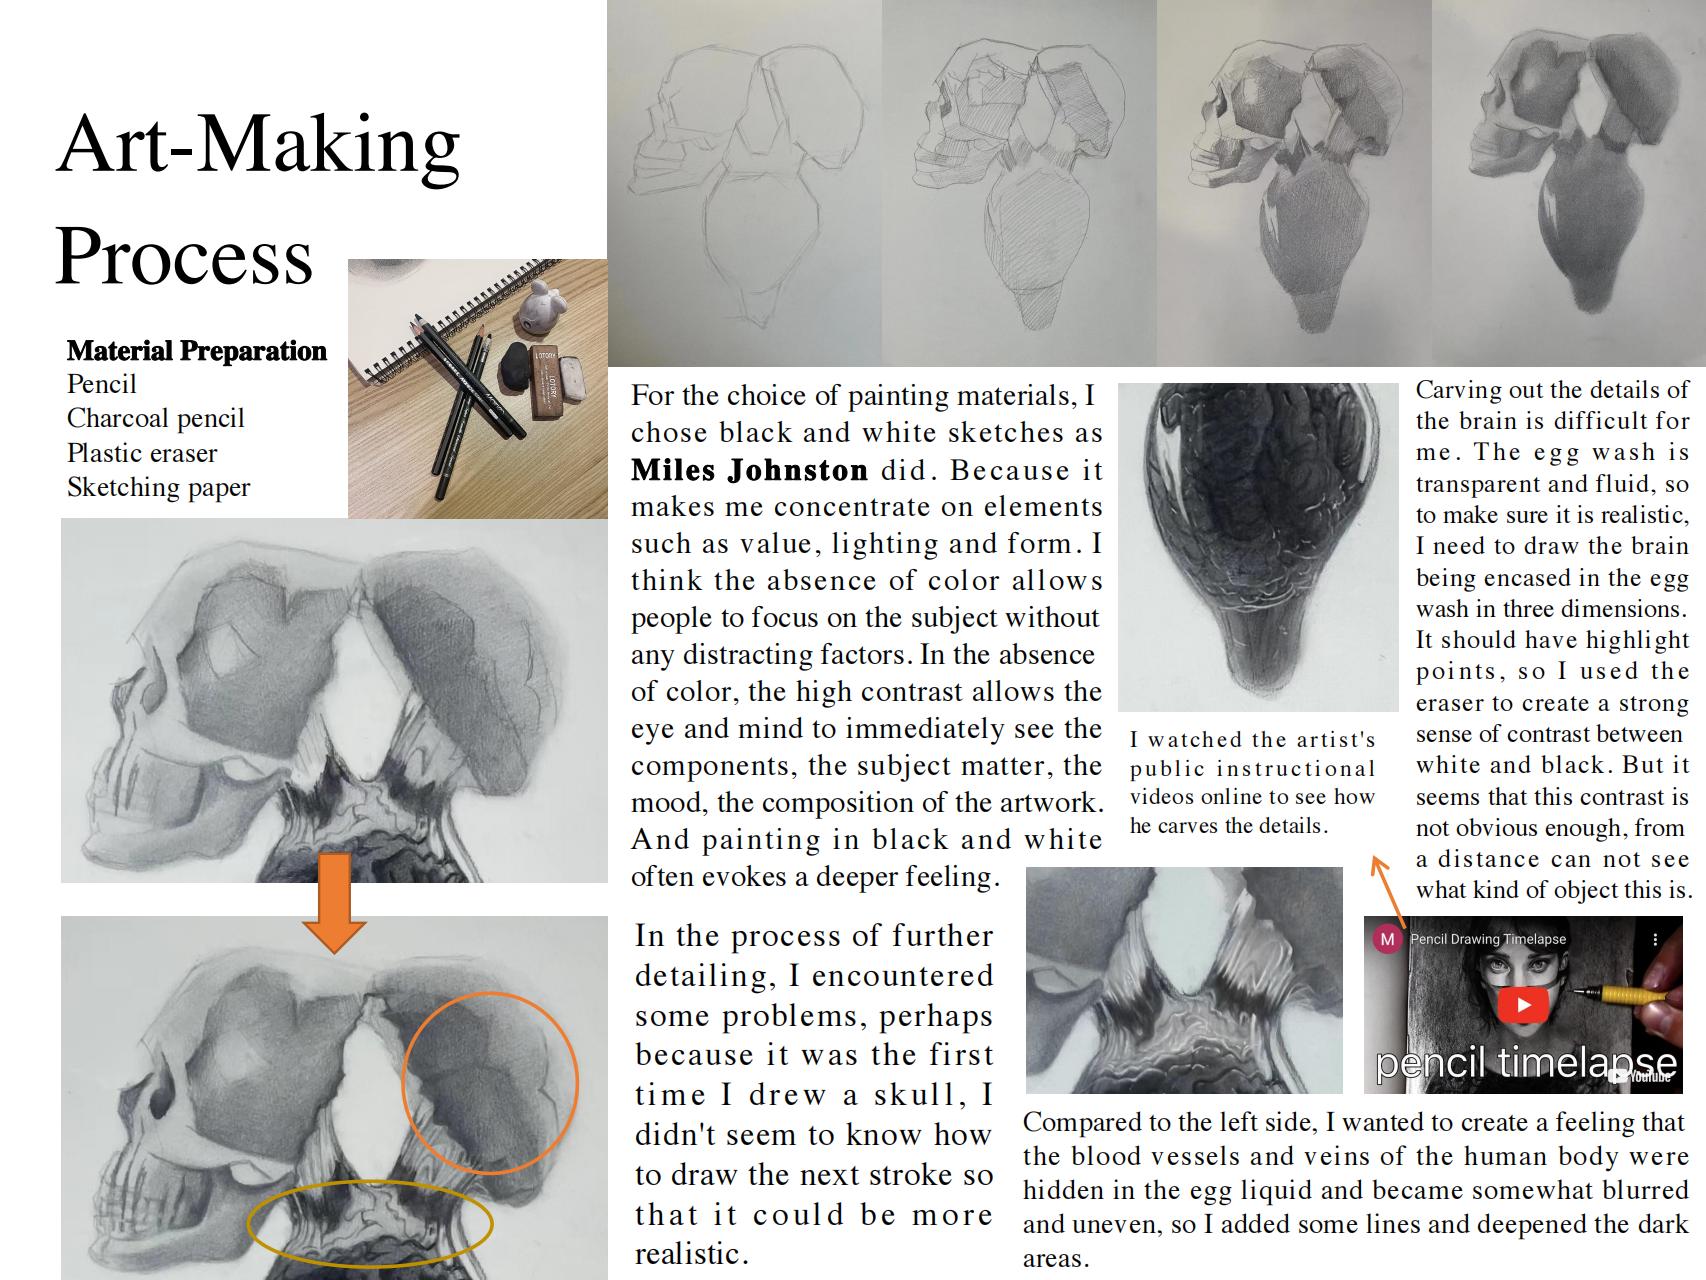 Art-Making
Process
Material Preparation
Pencil
Charcoal pencil
Plastic eraser
Sketching paper
LOTORY
LOTORY
For the choice of painting materials, I
chose black and white sketches as
Miles Johnston did. Because it
makes me concentrate on elements
such as value, lighting and form. I
think the absence of color allows
people to focus on the subject without
any distracting factors. In the absence
of color, the high contrast allows the
eye and mind to immediately see the
components, the subject matter, the
mood, the composition of the artwork.
And painting in black and white
often evokes a deeper feeling.
In the process of further
detailing, I encountered
some problems, perhaps
because it was the first
time I drew a skull, I
didn't seem to know how
to draw the next stroke so
that it could be more
realistic.
I watched the artist's
public instructional
videos online to see how
he carves the details.
Carving out the details of
the brain is difficult for
me. The egg wash is
transparent and fluid, so
to make sure it is realistic,
I need to draw the brain
being encased in the egg
wash in three dimensions.
It should have highlight
points, so I used the
eraser to create a strong
sense of contrast between
white and black. But it
seems that this contrast is
not obvious enough, from
a distance can not see
what kind of object this is.
M Pencil Drawing Timelapse
pencil timelapse
YouTube
Compared to the left side, I wanted to create a feeling that
the blood vessels and veins of the human body were
hidden in the egg liquid and became somewhat blurred
and uneven, so I added some lines and deepened the dark
areas.